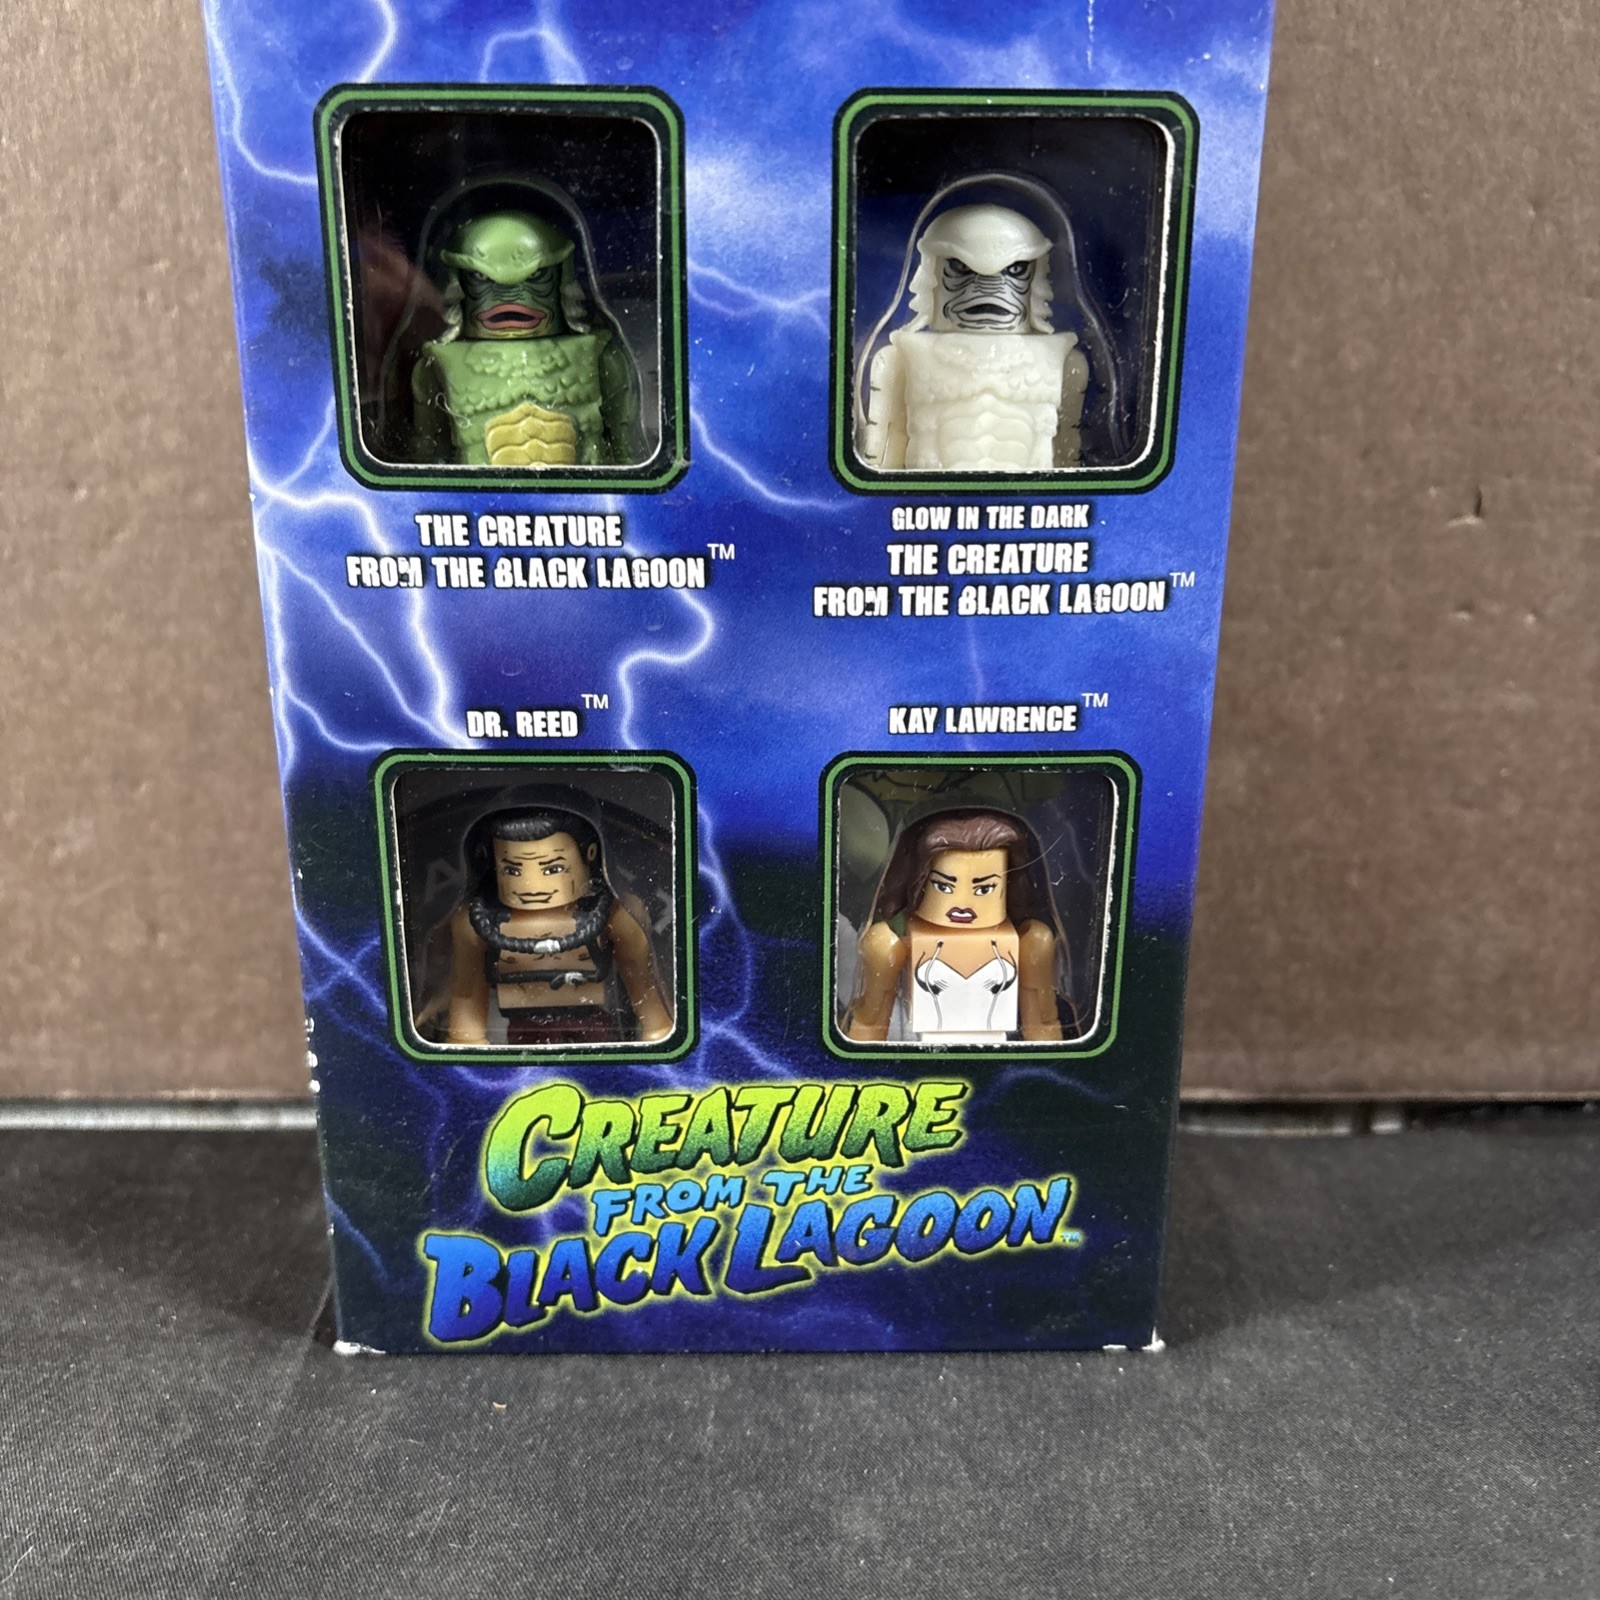 THE CREATURE
FROM THE BLACK LAGOON™
GLOW IN THE DARK
THE CREATURE
FROM THE BLACK LAGOON™
DR. REED™
KAY LAWRENCE™
CREATURE
FROM THE
BLACK LAGOON™